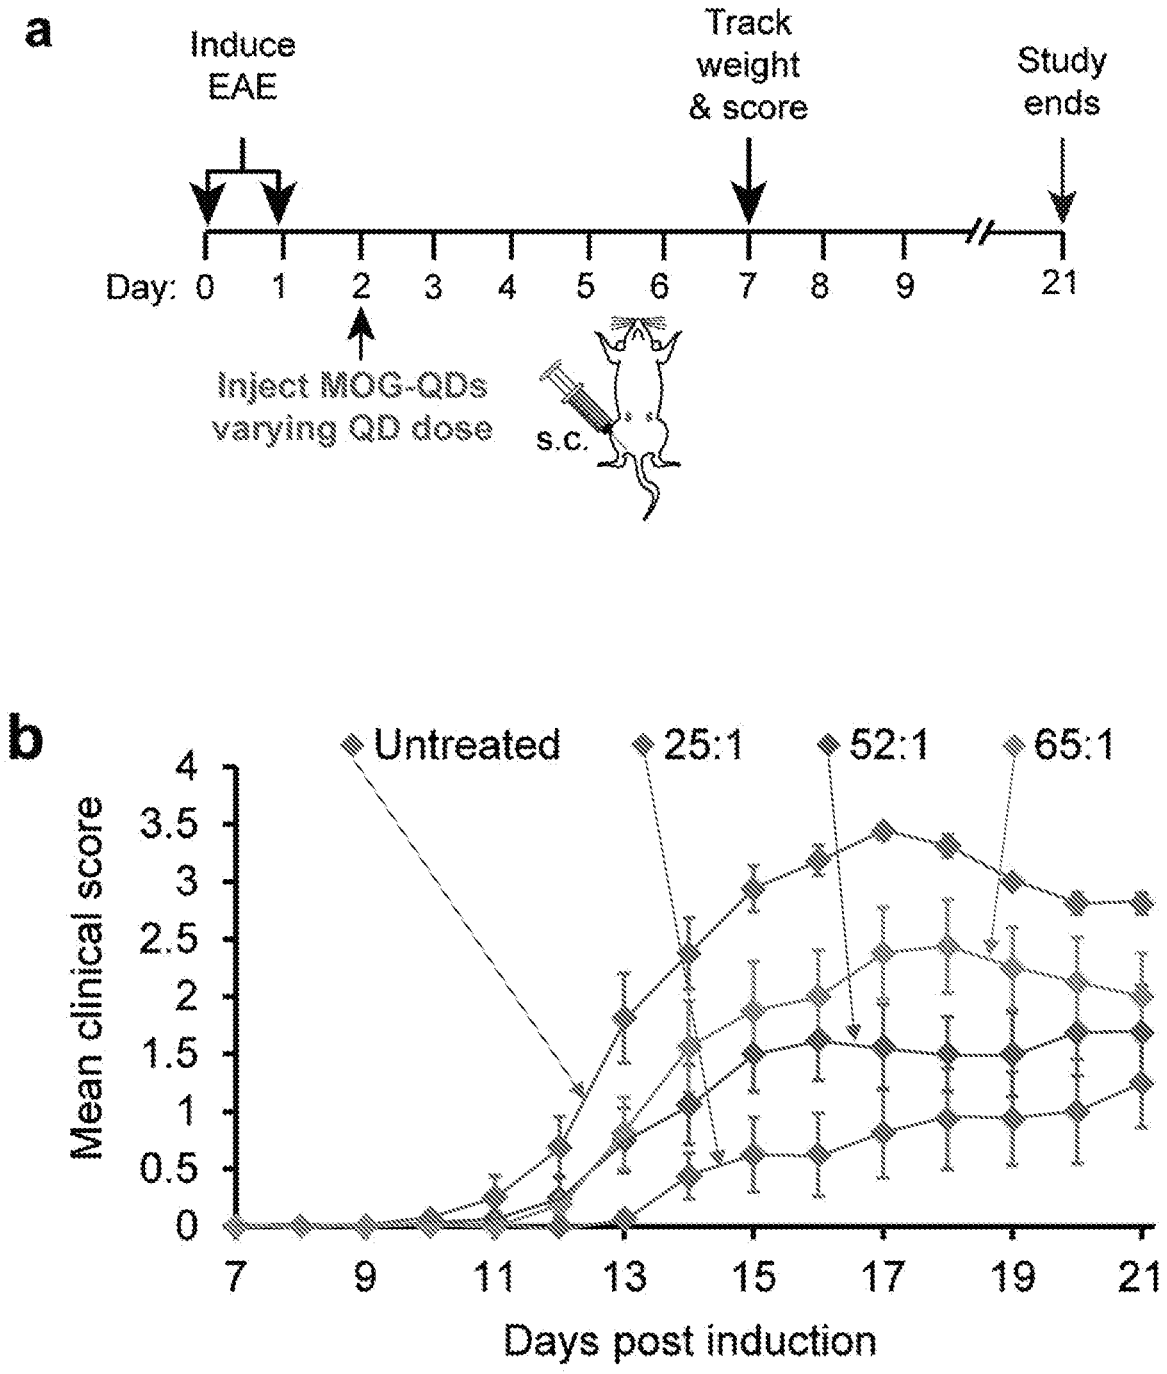 a
Induce
EAE
Track
weight
& score
Study
ends
Day: 0 1 2 3 4 5 6 7 8 9 21
Inject MOG-QDs
varying QD dose
s.c.
b
Untreated 25:1 52:1 65:1
Mean clinical score
4
3.5
3
2.5
2
1.5
1
0.5
0
7 9 11 13 15 17 19 21
Days post induction